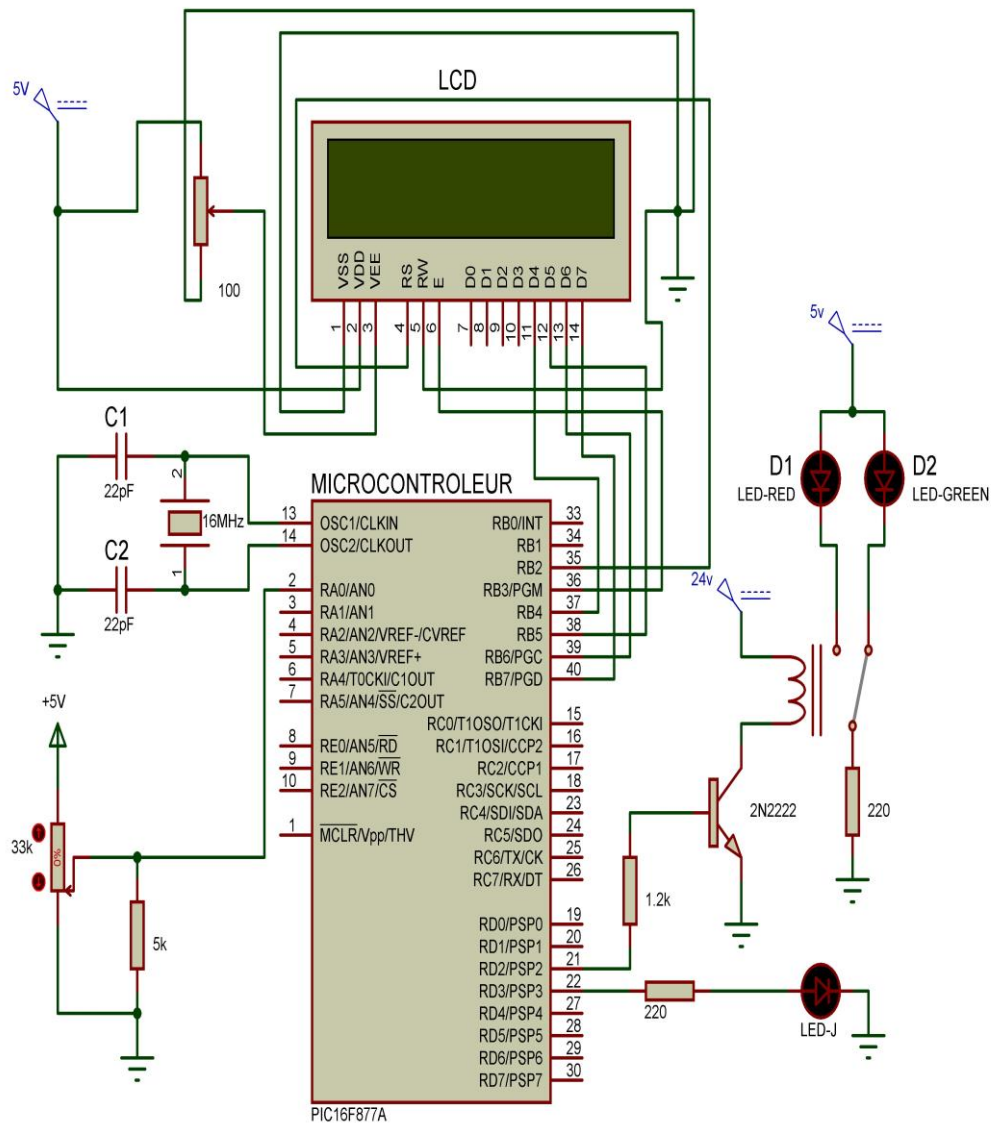 LCD
5V
100
VSS
VDD
VEE
RS
RW
E
D0
D1
D2
D3
D4
D5
D6
D7
1
2
3
4
5
6
7
8
9
10
11
12
13
14
5v
C1
22pF
C2
22pF
2
1
16MHz
D1
LED-RED
D2
LED-GREEN
24v
2N2222
220
1.2k
220
LED-J
+5V
33k
0%
5k
MICROCONTROLEUR
13 OSC1/CLKIN
14 OSC2/CLKOUT
2 RA0/AN0
3 RA1/AN1
4 RA2/AN2/VREF-/CVREF
5 RA3/AN3/VREF+
6 RA4/T0CKI/C1OUT
7 RA5/AN4/SS/C2OUT
8 RE0/AN5/RD
9 RE1/AN6/WR
10 RE2/AN7/CS
1 MCLR/Vpp/THV
RB0/INT 33
RB1 34
RB2 35
RB3/PGM 36
RB4 37
RB5 38
RB6/PGC 39
RB7/PGD 40
RC0/T1OSO/T1CKI 15
RC1/T1OSI/CCP2 16
RC2/CCP1 17
RC3/SCK/SCL 18
RC4/SDI/SDA 23
RC5/SDO 24
RC6/TX/CK 25
RC7/RX/DT 26
RD0/PSP0 19
RD1/PSP1 20
RD2/PSP2 21
RD3/PSP3 22
RD4/PSP4 27
RD5/PSP5 28
RD6/PSP6 29
RD7/PSP7 30
PIC16F877A